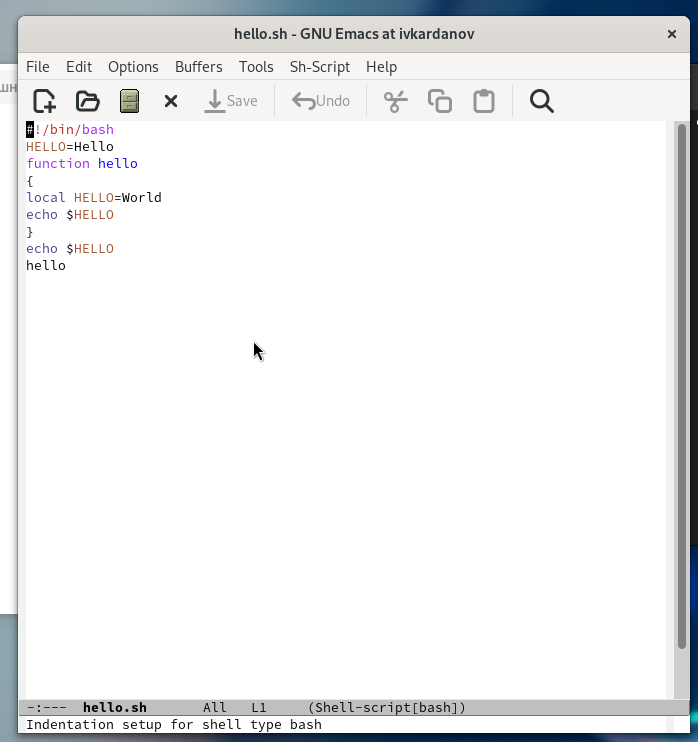 hello.sh - GNU Emacs at ivkardanov
File Edit Options Buffers Tools Sh-Script Help
Save Undo
#!/bin/bash
HELLO=Hello
function hello
{
local HELLO=World
echo $HELLO
}
echo $HELLO
hello
-:--- hello.sh All L1 (Shell-script[bash])
Indentation setup for shell type bash